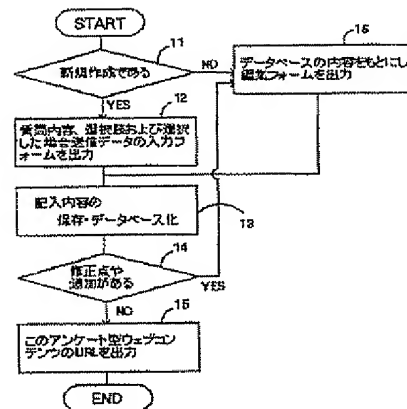 START
11
新規作成である
NO
YES
12
質問内容、選択肢および選択
した場合送信データの入力フ
ォームを出力
16
データベースの内容をもとにし
編集フォームを出力
記入内容の
保存・データベース化
13
14
修正点や
追加がある
YES
NO
15
このアンケート型ウェブコン
テンツのURLを出力
END